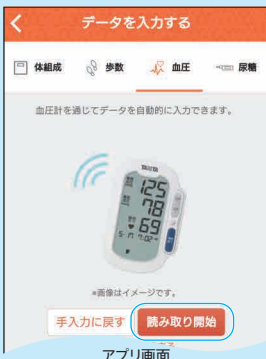 データを入力する
体組成
歩数
血圧
尿糖
血圧計を通じてデータを自動的に入力できます。
TANITA
125
78
69
*画像はイメージです。
手入力に戻す
読み取り開始
アプリ画面